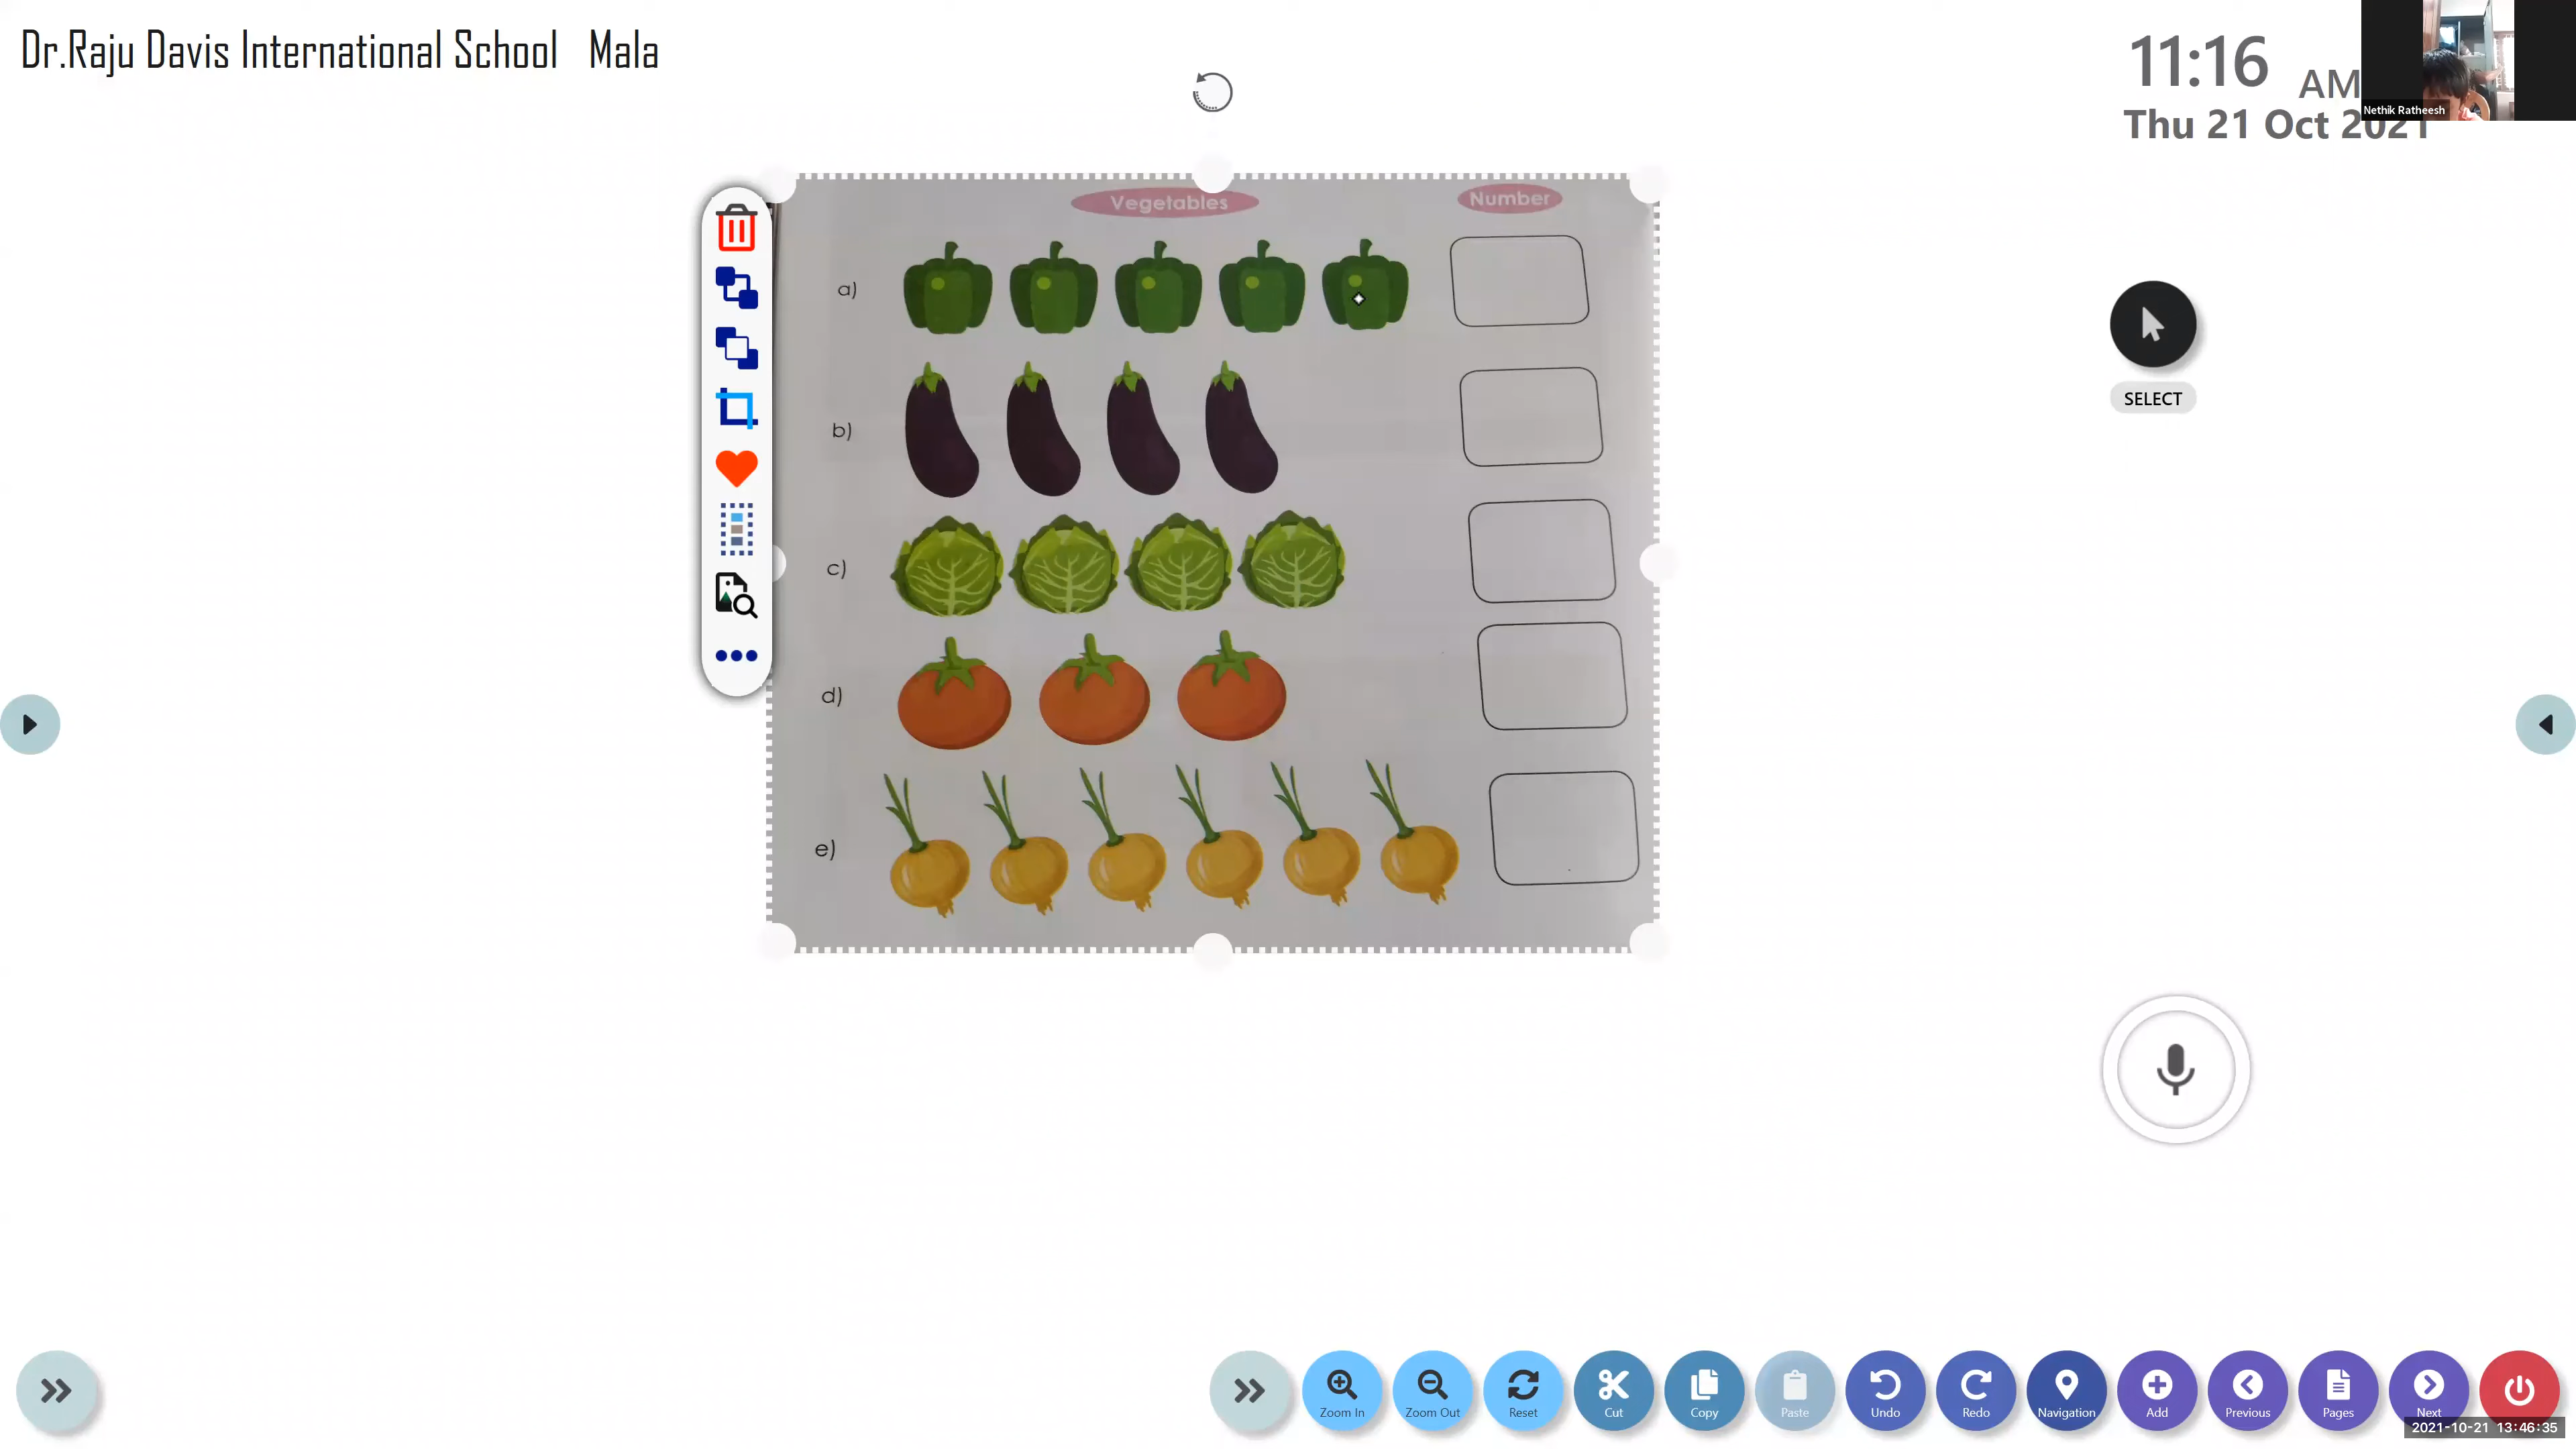 Dr.Raju Davis International School Mala
11:16 AM
Thu 21 Oct 2021
Nethik Ratheesh
Vegetables Number
a)
b)
c)
d)
e)
SELECT
Zoom In Zoom Out Reset Cut Copy Paste Undo Redo Navigation Add Previous Pages Next
2021-10-21 13:46:35